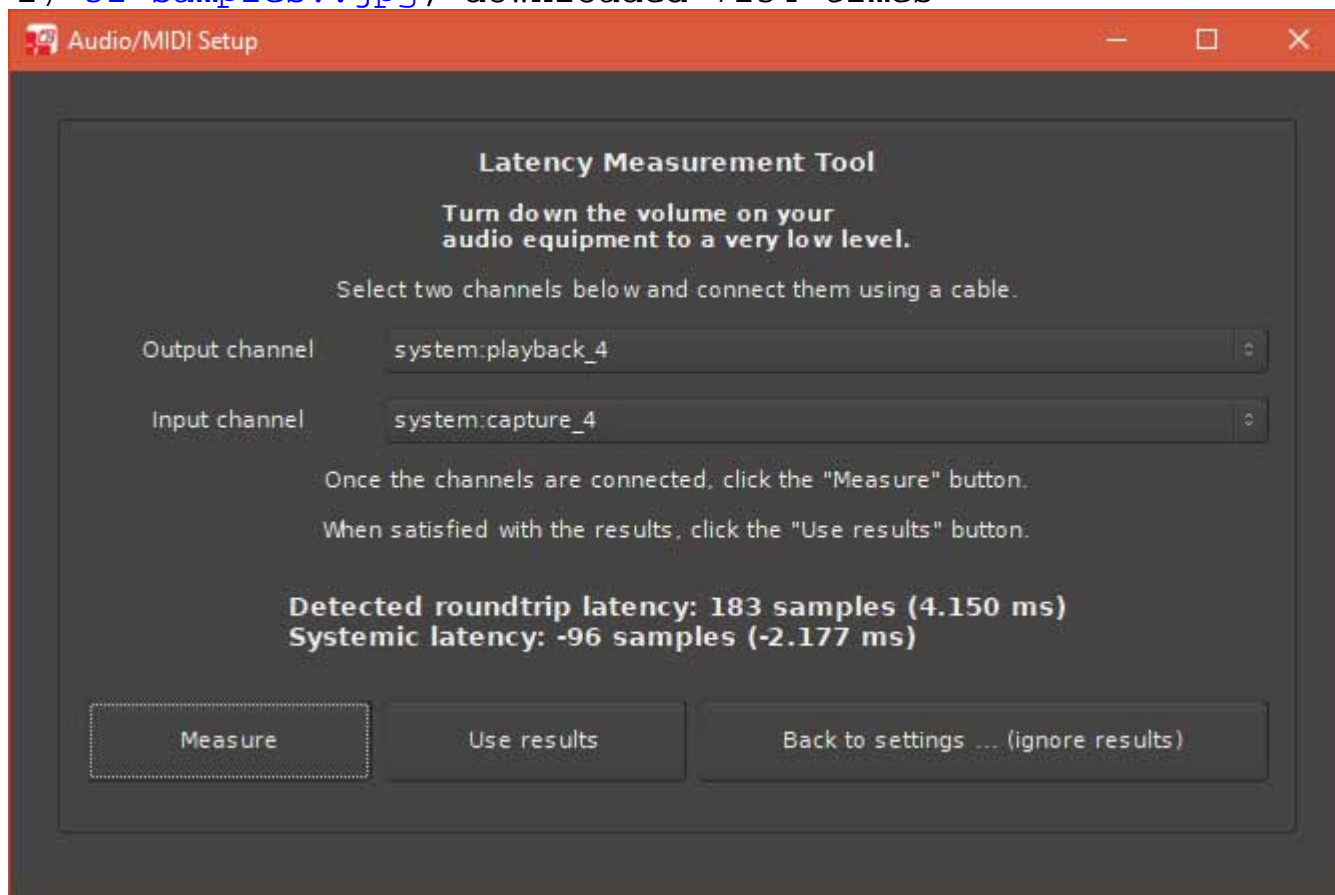 Audio/MIDI Setup
Latency Measurement Tool
Turn down the volume on your
audio equipment to a very low level.
Select two channels below and connect them using a cable.
Output channel system:playback_4
Input channel system:capture_4
Once the channels are connected, click the "Measure" button.
When satisfied with the results, click the "Use results" button.
Detected roundtrip latency: 183 samples (4.150 ms)
Systemic latency: -96 samples (-2.177 ms)
Measure Use results Back to settings ... (ignore results)